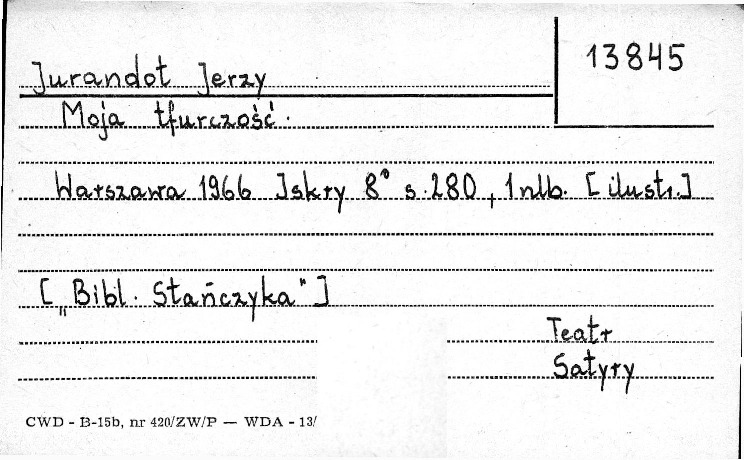 13845
Jurandot Jerzy
Moja tfurczość.
Warszawa 1966 Iskry 8° s. 280, 1 nlb. [ilustr.]
[„Bibl. Stańczyka"]
Teatr
Satyry
CWD - B-15b, nr 420/ZW/P — WDA - 13/